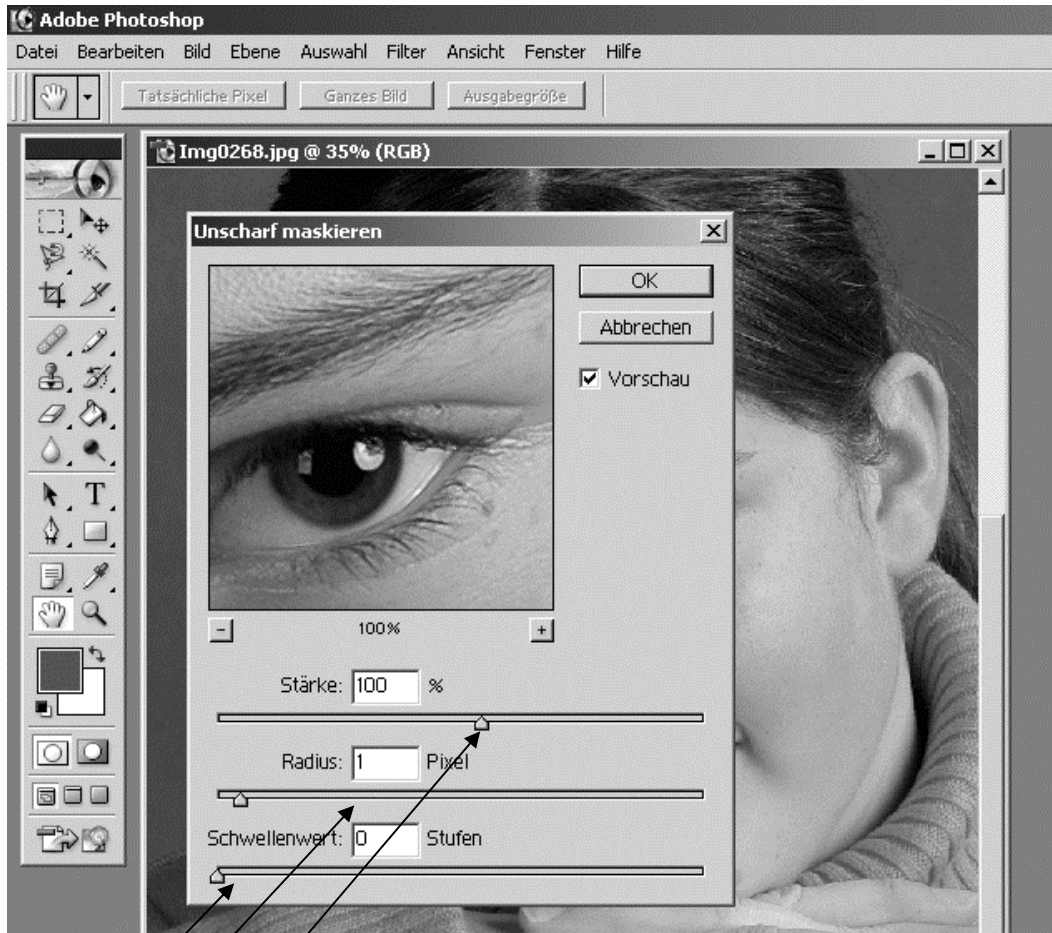 Adobe Photoshop
Datei Bearbeiten Bild Ebene Auswahl Filter Ansicht Fenster Hilfe
Tatsächliche Pixel Ganzes Bild Ausgabegröße
Img0268.jpg @ 35% (RGB)
Unscharf maskieren
OK
Abbrechen
Vorschau
100%
Stärke: 100 %
Radius: 1 Pixel
Schwellenwert: 0 Stufen